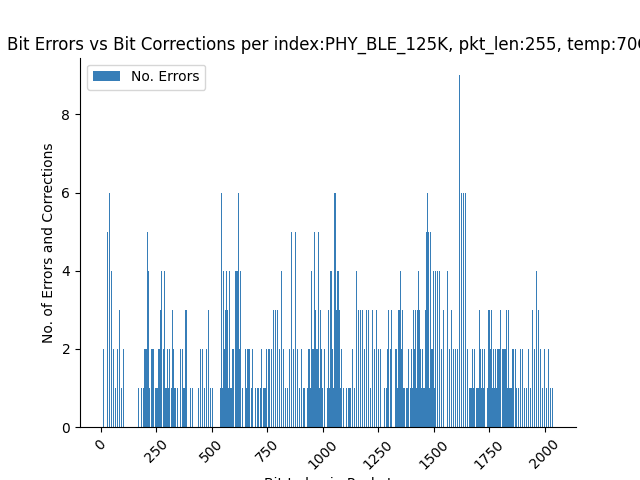 Bit Errors vs Bit Corrections per index:PHY_BLE_125K, pkt_len:255, temp:70
No. Errors
No. of Errors and Corrections
8
6
4
2
0
0 250 500 750 1000 1250 1500 1750 2000